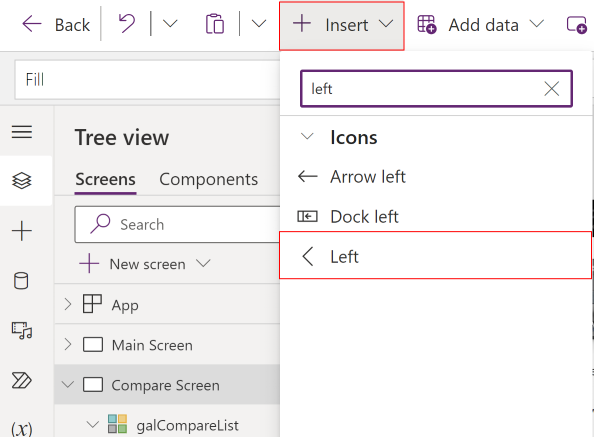 Back
Insert
Add data
Fill
left
Tree view
Icons
Screens Components
Arrow left
Search
Dock left
New screen
Left
App
Main Screen
Compare Screen
galCompareList
(x)